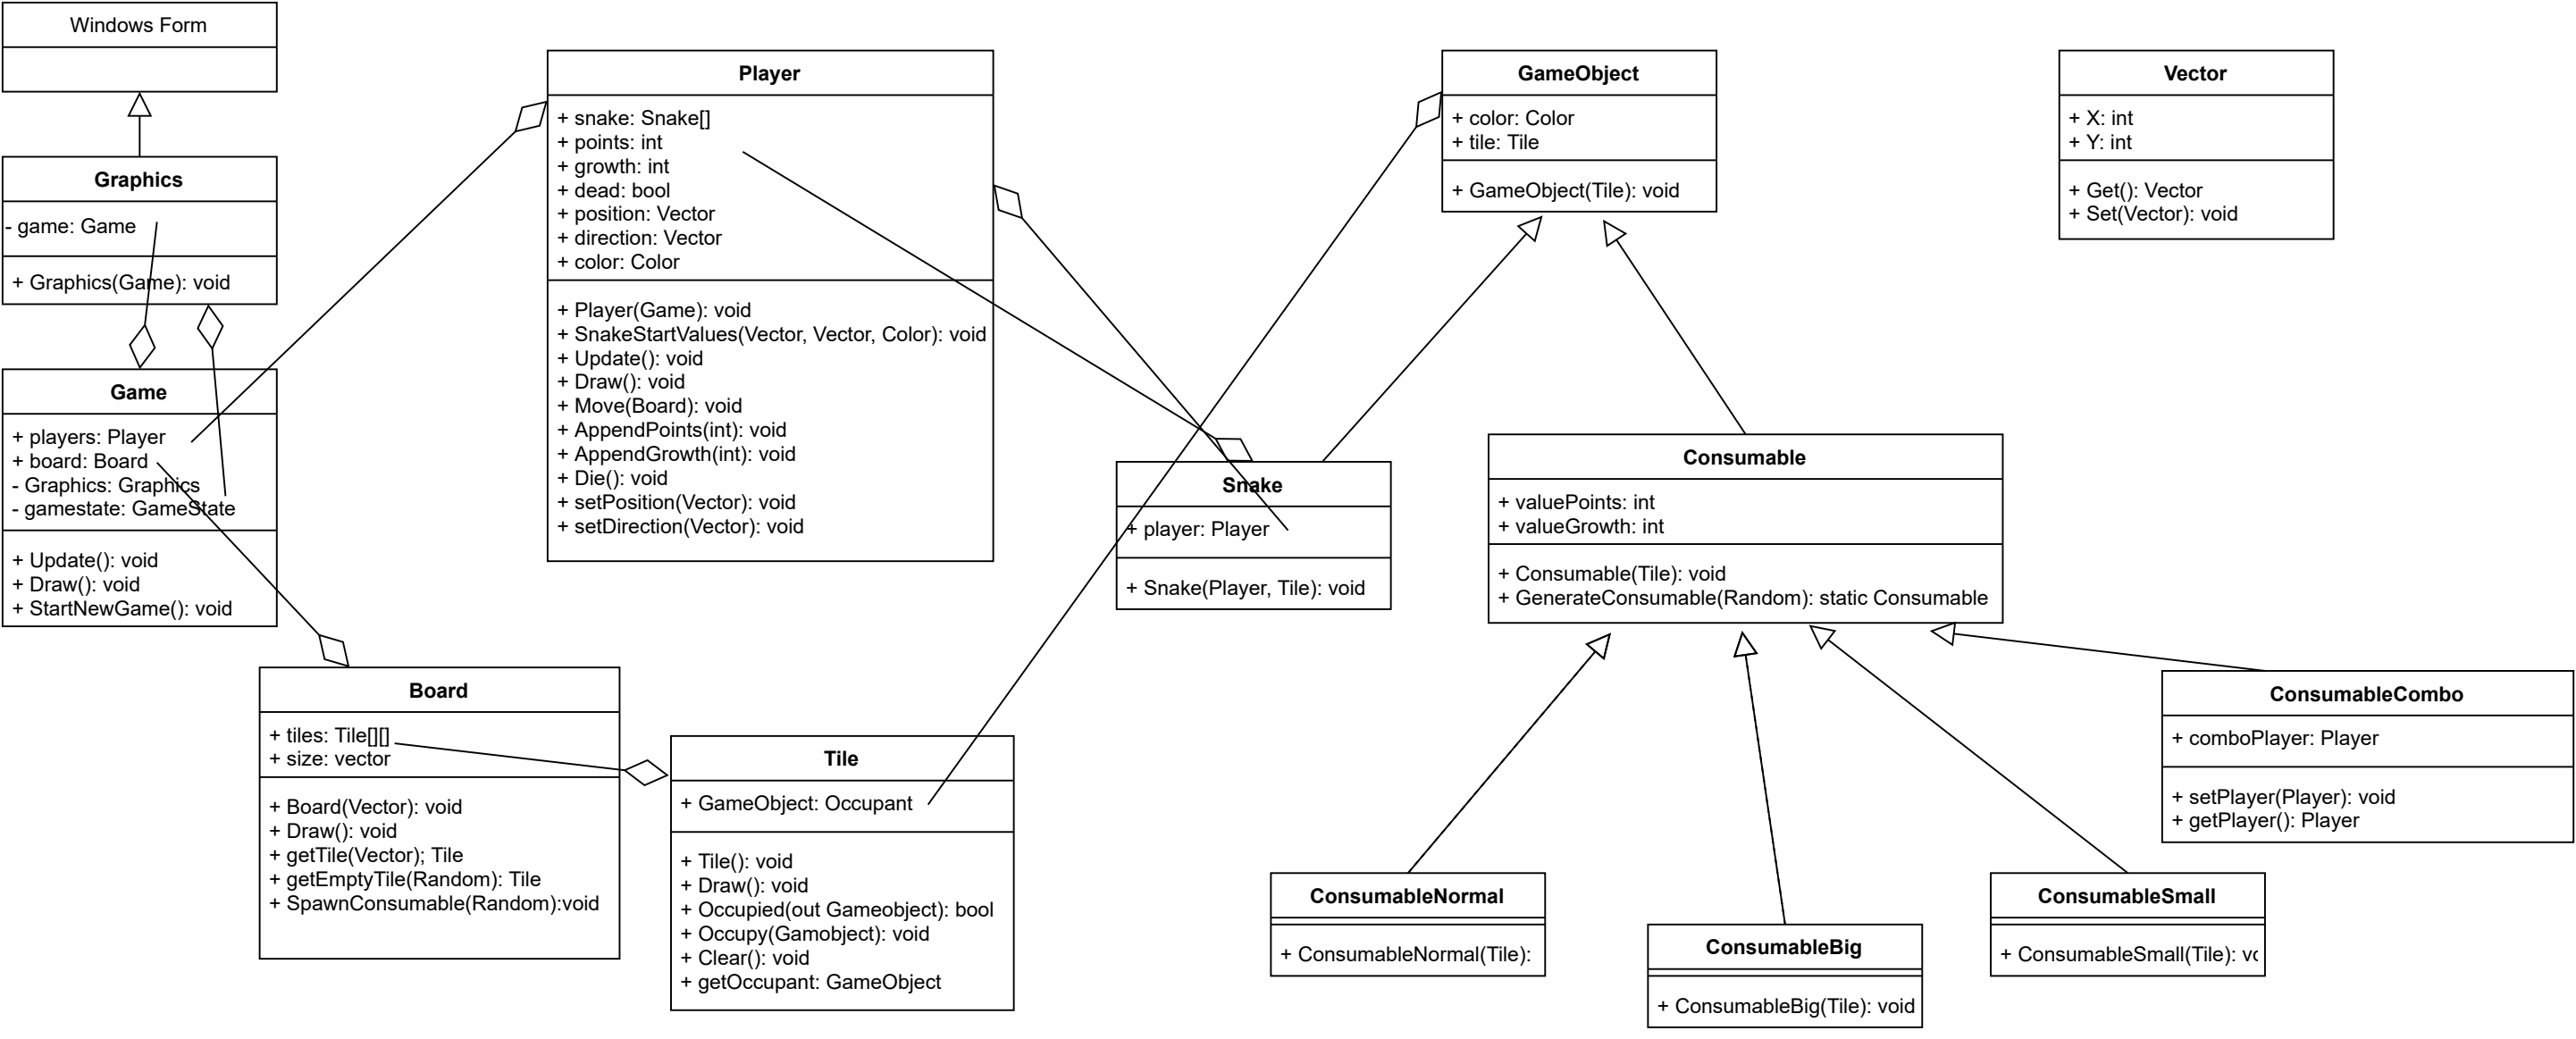 Windows Form
Graphics
- game: Game
+ Graphics(Game): void
Game
+ players: Player
+ board: Board
- Graphics: Graphics
- gamestate: GameState
+ Update(): void
+ Draw(): void
+ StartNewGame(): void
Player
+ snake: Snake[]
+ points: int
+ growth: int
+ dead: bool
+ position: Vector
+ direction: Vector
+ color: Color
+ Player(Game): void
+ SnakeStartValues(Vector, Vector, Color): void
+ Update(): void
+ Draw(): void
+ Move(Board): void
+ AppendPoints(int): void
+ AppendGrowth(int): void
+ Die(): void
+ setPosition(Vector): void
+ setDirection(Vector): void
Board
+ tiles: Tile[][]
+ size: vector
+ Board(Vector): void
+ Draw(): void
+ getTile(Vector); Tile
+ getEmptyTile(Random): Tile
+ SpawnConsumable(Random):void
Tile
+ GameObject: Occupant
+ Tile(): void
+ Draw(): void
+ Occupied(out Gameobject): bool
+ Occupy(Gamobject): void
+ Clear(): void
+ getOccupant: GameObject
GameObject
+ color: Color
+ tile: Tile
+ GameObject(Tile): void
Snake
+ player: Player
+ Snake(Player, Tile): void
Vector
+ X: int
+ Y: int
+ Get(): Vector
+ Set(Vector): void
Consumable
+ valuePoints: int
+ valueGrowth: int
+ Consumable(Tile): void
+ GenerateConsumable(Random): static Consumable
ConsumableNormal
+ ConsumableNormal(Tile):
ConsumableBig
+ ConsumableBig(Tile): void
ConsumableSmall
+ ConsumableSmall(Tile):
ConsumableCombo
+ comboPlayer: Player
+ setPlayer(Player): void
+ getPlayer(): Player